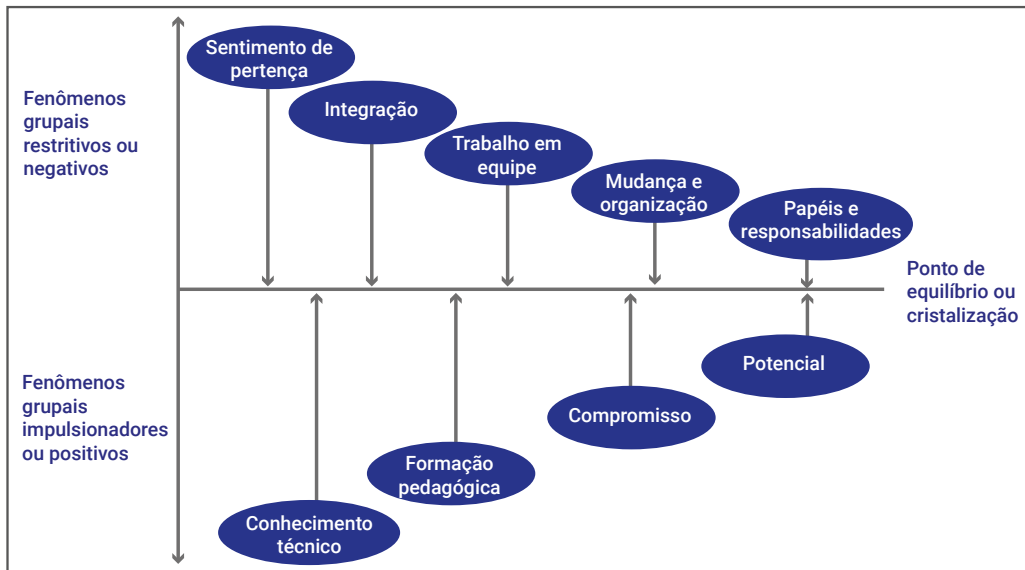 Fenômenos
grupais
restritivos ou
negativos
Sentimento de
pertença
Integração
Trabalho em
equipe
Mudança e
organização
Papéis e
responsabilidades
Ponto de
equilíbrio ou
cristalização
Fenômenos
grupais
impulsionadores
ou positivos
Conhecimento
técnico
Formação
pedagógica
Compromisso
Potencial